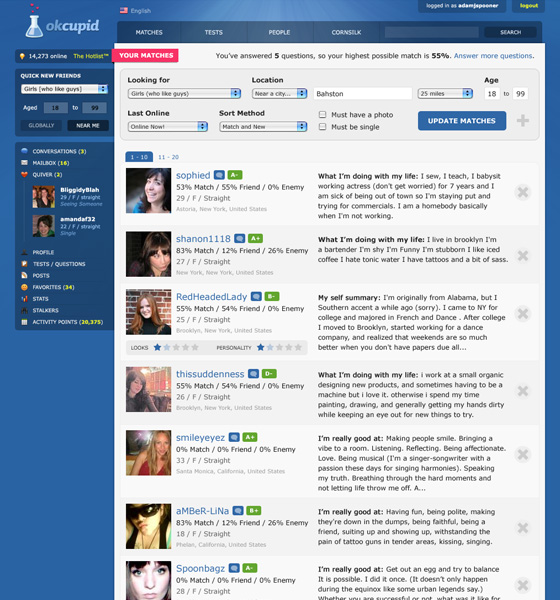 English
logged in as adamjspooner
logout
okcupid
MATCHES
TESTS
PEOPLE
CORNSILK
SEARCH
14,273 online The Hotlist™
YOUR MATCHES
You've answered 5 questions, so your highest possible match is 55%. Answer more questions.
QUICK NEW FRIENDS
Girls (who like guys)
Aged 18 to 99
GLOBALLY
NEAR ME
CONVERSATIONS (2)
MAILBOX (16)
QUIVER (2)
BliggidyBlah
29 / F / straight
Seeing Someone
amandaf32
22 / F / straight
Single
PROFILE
TESTS / QUESTIONS
POSTS
FAVORITES (34)
STATS
STALKERS
ACTIVITY POINTS (20,375)
Looking for
Location
Age
Girls (who like guys)
Near a city...
Bahston
25 miles
18 to 99
Last Online
Sort Method
Must have a photo
Online Now!
Match and New
Must be single
UPDATE MATCHES
1 - 10
11 - 20
sophied A-
53% Match / 55% Friend / 0% Enemy
29 / F / Straight
Astoria, New York, United States
What I'm doing with my life: I sew, I teach, I babysit
working actress (don't get worried) for 7 years and I
am sick of being out of town so I'm staying put and
trying for commercials. I am a homebody basically
when I'm not working.
shanon1118 A+
83% Match / 12% Friend / 26% Enemy
27 / F / Straight
New York, New York, United States
What I'm doing with my life: I live in brooklyn I'm
a bartender I'm shy I'm Funny I'm stubborn I like iced
coffee I hate tonic water I have tattoos and a bit of sass.
RedHeadedLady B-
55% Match / 54% Friend / 0% Enemy
25 / F / Straight
Brooklyn, New York, United States
LOOKS
PERSONALITY
My self summary: I'm originally from Alabama, but I
Southern accent a while ago (sorry). I came to NY for
college and majored in French and Dance . After college
I moved to Brooklyn, started working for a dance
company, and realized that weekends are so much
better when you don't have papers due all...
thissuddenness D-
55% Match / 54% Friend / 0% Enemy
26 / F / Straight
Brooklyn, New York, United States
What I'm doing with my life: i work at a small organic
designing new products, and sometimes having to be a
machine but i love it. otherwise i spend my time
painting, drawing, and generally getting my hands dirty
while keeping an eye out for new things to try.
smileyeyez A+
0% Match / 0% Friend / 0% Enemy
33 / F / Straight
Santa Monica, California, United States
I'm really good at: Making people smile. Bringing a
vibe to a room. Listening. Reflecting. Being affectionate.
Love. Being musical (I'm a singer-songwriter with a
passion these days for singing harmonies). Speaking
my truth. Breathing through the hard moments and
not letting life throw me off. A...
aMBeR-LiNa B+
83% Match / 12% Friend / 26% Enemy
18 / F / Straight
Phelan, California, United States
I'm really good at: Having fun, being polite, making
they're down in the dumps, being faithful, being a
friend, suiting up and showing up, withstanding the
pain of tattoo guns in tender areas, kissing, singing.
Spoonbagz A+
0% Match / 0% Friend / 0% Enemy
28 / F / Straight
I'm really good at: Get out an egg and try to balance
It is possible. I did it once. (It doesn't only happen
during the equinox like some urban legends say.)
Whether you are successful or not, what was it like for